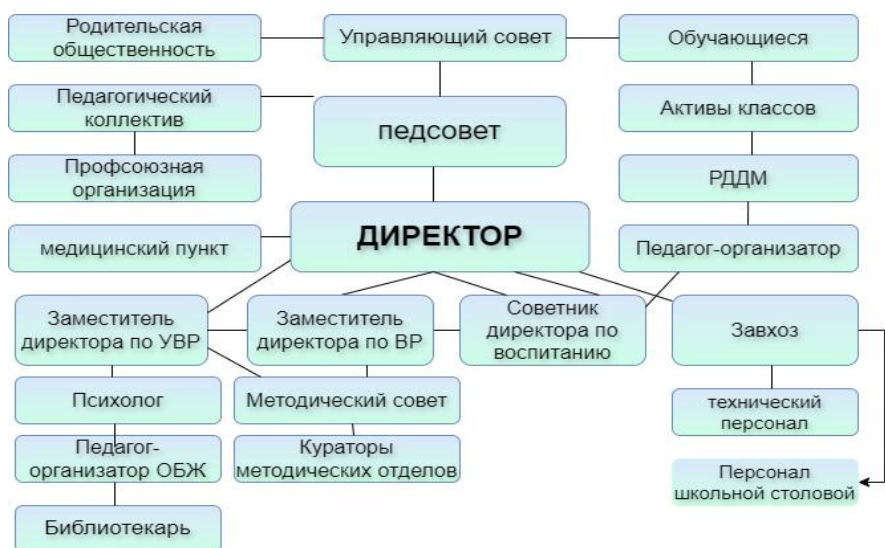 Родительская
общественность
Управляющий совет
Обучающиеся
Педагогический
коллектив
педсовет
Активы классов
Профсоюзная
организация
РДДМ
медицинский пункт
ДИРЕКТОР
Педагог-организатор
Заместитель
директора по УВР
Заместитель
директора по ВР
Советник
директора по
воспитанию
Завхоз
Психолог
Методический совет
технический
персонал
Педагог-
организатор ОБЖ
Кураторы
методических отделов
Персонал
школьной столовой
Библиотекарь